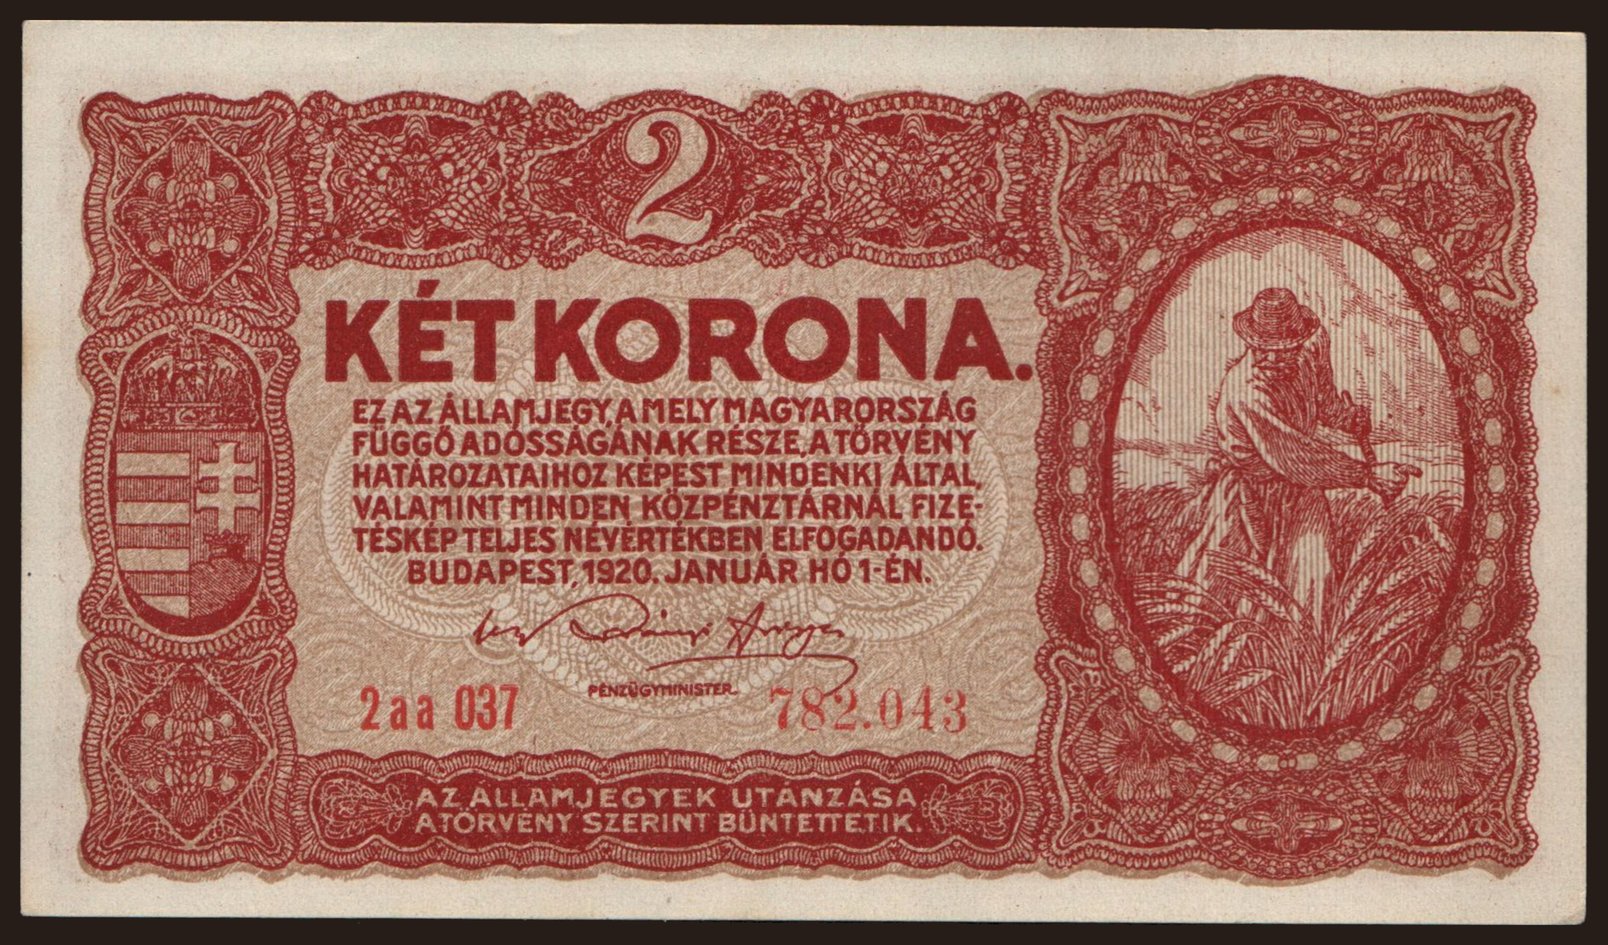 2
KÉT KORONA.
EZ AZ ÁLLAMJEGY, AMELY MAGYARORSZÁG
FÜGGŐ ADÓSSÁGÁNAK RÉSZE, A TÖRVÉNY
HATÁROZATAIHOZ KÉPEST MINDENKI ÁLTAL,
VALAMINT MINDEN KÖZPÉNZTÁRNÁL FIZE-
TÉSKÉP TELJES NÉVÉRTÉKBEN ELFOGADANDÓ.
BUDAPEST, 1920. JANUÁR HÓ 1-ÉN.
PÉNZÜGYMINISTER.
2aa 037 782.043
AZ ÁLLAMJEGYEK UTÁNZÁSA
A TÖRVÉNY SZERINT BÜNTETTETIK.